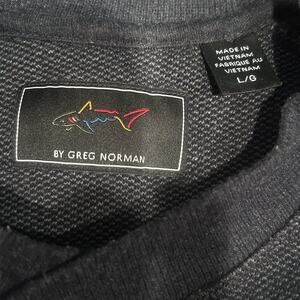 MADE IN
VIETNAM
FABRIQUÉ AU
VIETNAM
L/G
BY GREG NORMAN